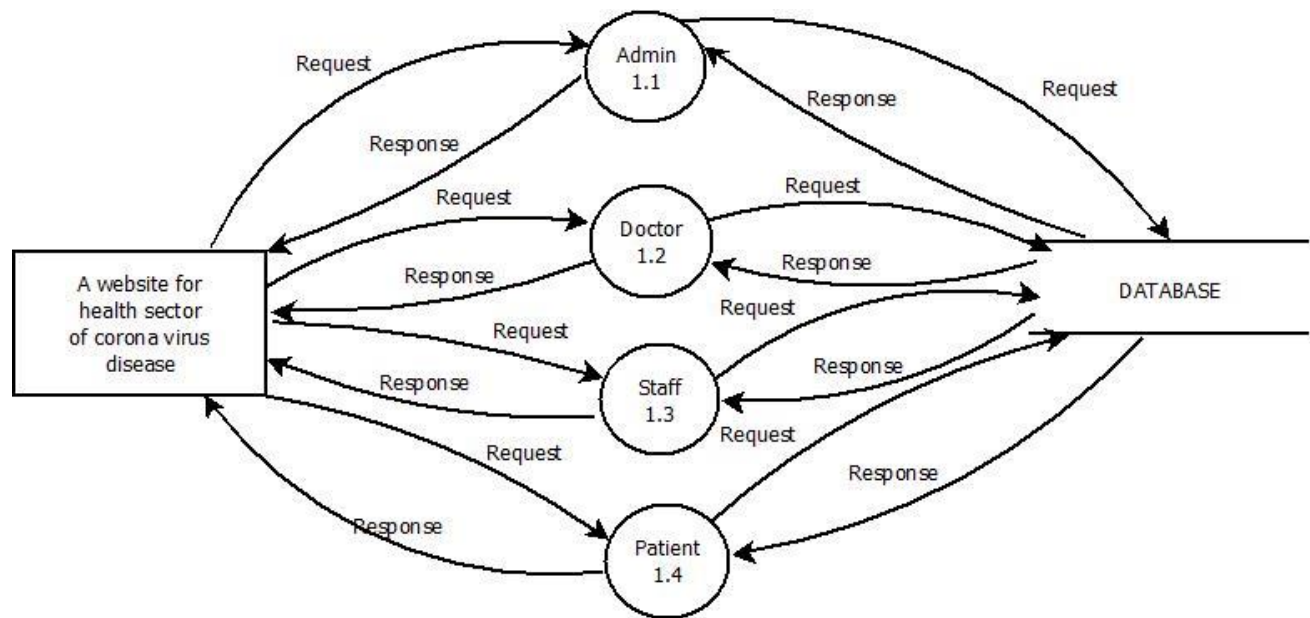 Admin
1.1
Request
Request
Response
Response
Request
Request
Doctor
1.2
Response
Response
A website for
health sector
of corona virus
disease
DATABASE
Request
Request
Response
Response
Staff
1.3
Request
Request
Response
Response
Patient
1.4